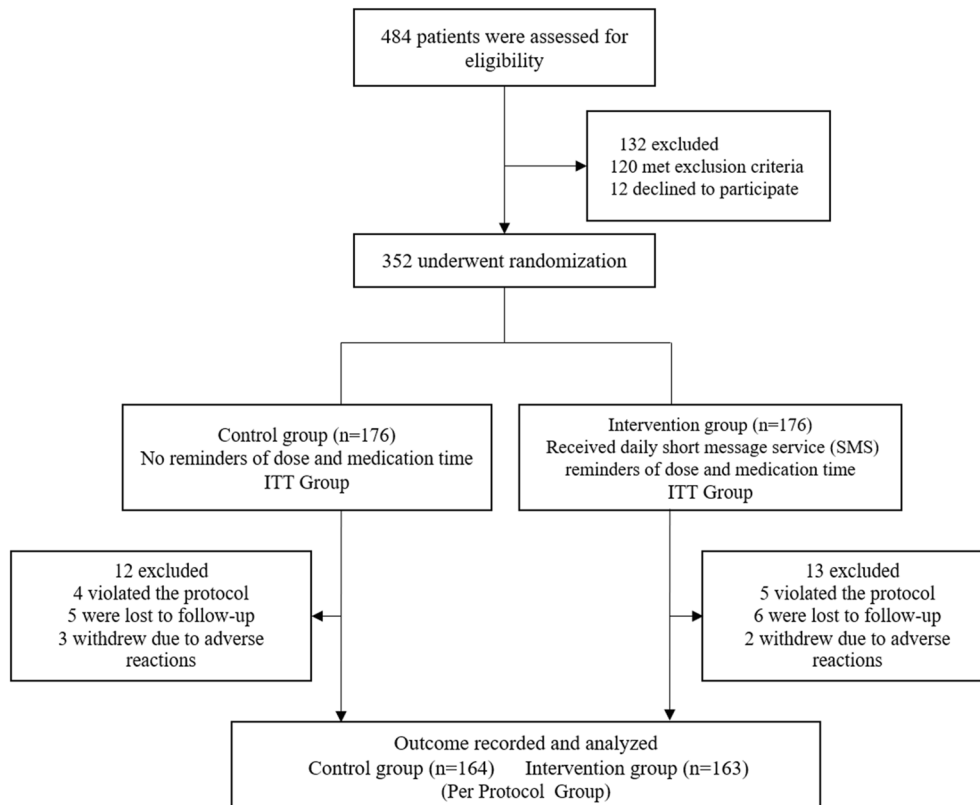 484 patients were assessed for
eligibility
132 excluded
120 met exclusion criteria
12 declined to participate
352 underwent randomization
Control group (n=176)
No reminders of dose and medication time
ITT Group
Intervention group (n=176)
Received daily short message service (SMS)
reminders of dose and medication time
ITT Group
12 excluded
4 violated the protocol
5 were lost to follow-up
3 withdrew due to adverse
reactions
13 excluded
5 violated the protocol
6 were lost to follow-up
2 withdrew due to adverse
reactions
Outcome recorded and analyzed
Control group (n=164) Intervention group (n=163)
(Per Protocol Group)